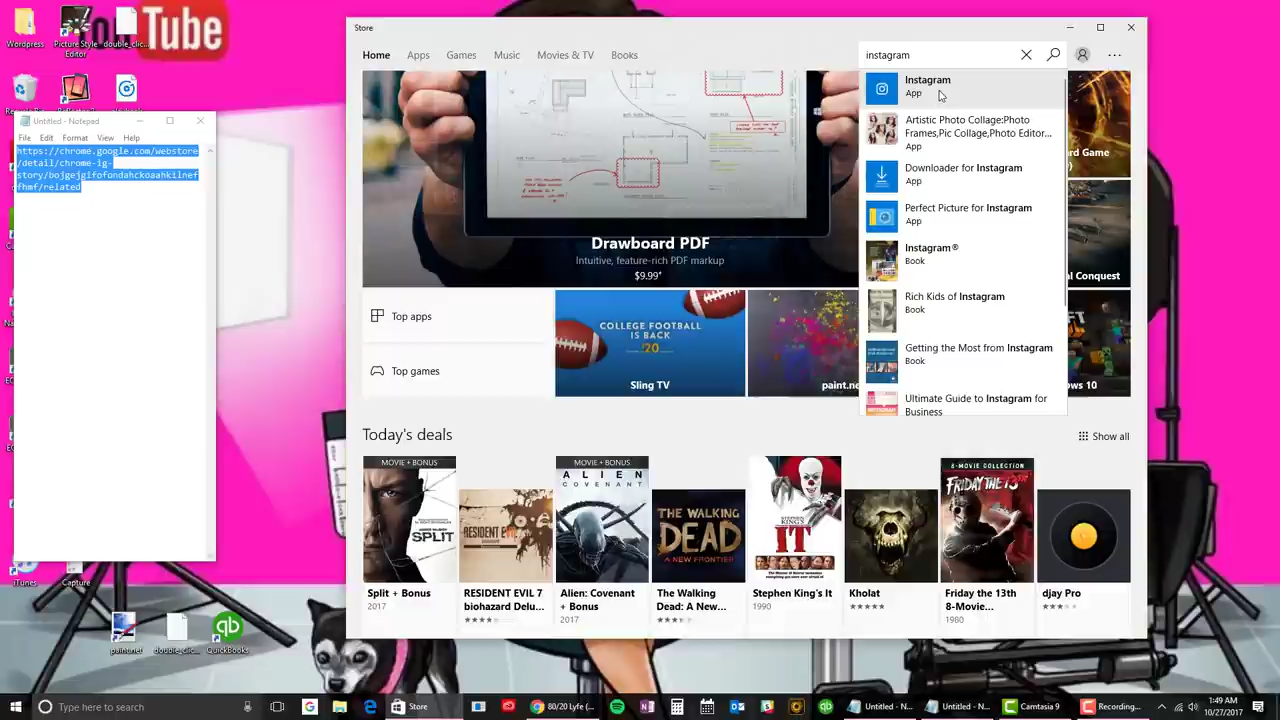 YouTube
Wordpress
Picture Style
Editor
double_clic...
Untitled - Notepad
File Edit Format View Help
https://chrome.google.com/webstore
/detail/chrome-ig-
story/bojgejgifofondahckoaahkilnef
fhmf/related
iTunes
Capture
paint.net
double_clic...
QuickBooks
Store
Home Apps Games Music Movies & TV Books
instagram
Drawboard PDF
Intuitive, feature-rich PDF markup
$9.99*
Top apps
Top games
COLLEGE FOOTBALL
IS BACK
'20
Sling TV
paint.ne
Instagram
App
Artistic Photo Collage:Photo
Frames,Pic Collage,Photo Editor...
App
Downloader for Instagram
App
Perfect Picture for Instagram
App
Instagram®
Book
Rich Kids of Instagram
Book
Getting the Most from Instagram
Book
Ultimate Guide to Instagram for
Business
rd Game
al Conquest
ows 10
Today's deals
Show all
MOVIE + BONUS
SPLIT
Split + Bonus
2017
RESIDENT EVIL
RESIDENT EVIL 7
biohazard Delu...
MOVIE + BONUS
ALIEN
COVENANT
Alien: Covenant
+ Bonus
2017
THE
WALKING
DEAD
A NEW FRONTIER
The Walking
Dead: A New...
STEPHEN
KING'S
IT
Stephen King's It
1990
Kholat
8-MOVIE COLLECTION
FRIDAY THE 13th
Friday the 13th
8-Movie...
1980
djay Pro
Type here to search
Store
80/20 Lyfe (...
Untitled - N...
Untitled - N...
Camtasia 9
Recording...
1:49 AM
10/27/2017